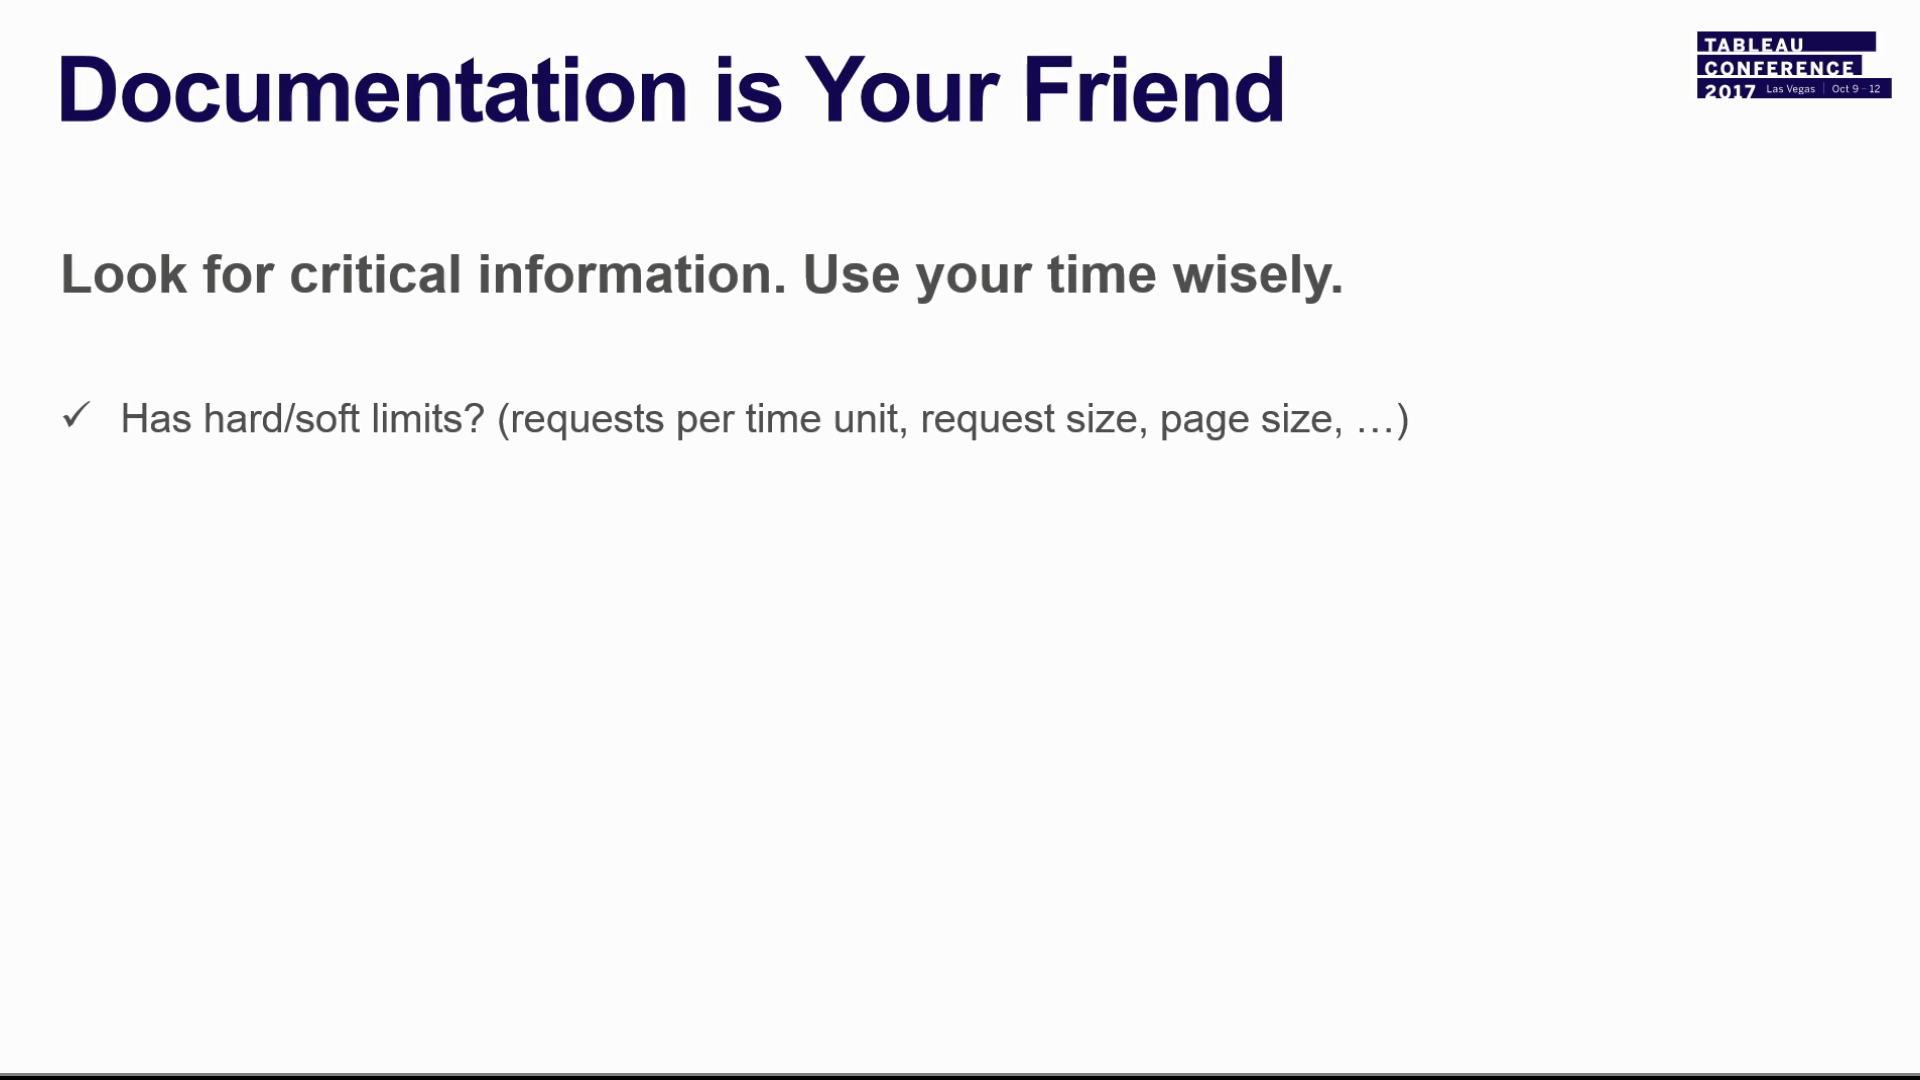 Documentation is Your Friend
TABLEAU
CONFERENCE
2017 Las Vegas | Oct 9 - 12
Look for critical information. Use your time wisely.
✓ Has hard/soft limits? (requests per time unit, request size, page size, …)